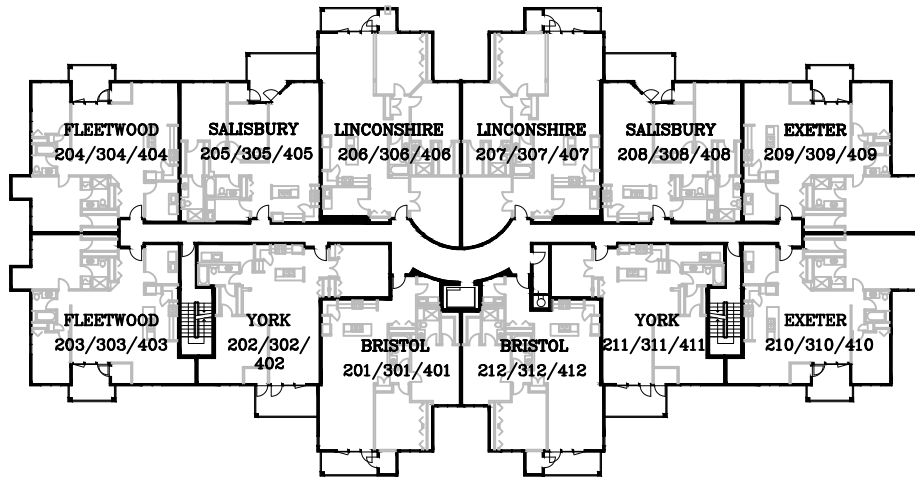 FLEETWOOD
204/304/404
SALISBURY
205/305/405
LINCONSHIRE
206/306/406
LINCONSHIRE
207/307/407
SALISBURY
208/308/408
EXETER
209/309/409
FLEETWOOD
203/303/403
YORK
202/302/
402
BRISTOL
201/301/401
BRISTOL
212/312/412
YORK
211/311/411
EXETER
210/310/410